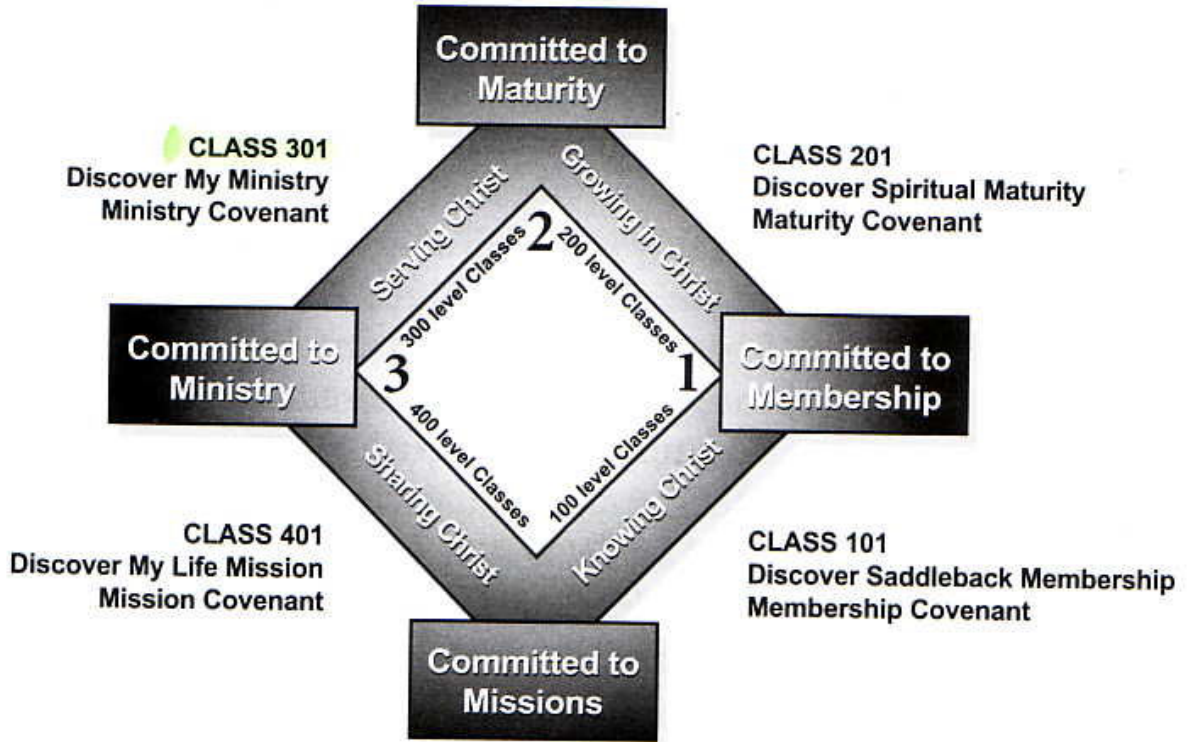 Committed to
Maturity
CLASS 301
Discover My Ministry
Ministry Covenant
CLASS 201
Discover Spiritual Maturity
Maturity Covenant
Serving Christ
Growing in Christ
2
300 level Classes
200 level Classes
Committed to
Ministry
3
1
Committed to
Membership
400 level Classes
100 level Classes
Sharing Christ
Knowing Christ
CLASS 401
Discover My Life Mission
Mission Covenant
CLASS 101
Discover Saddleback Membership
Membership Covenant
Committed to
Missions